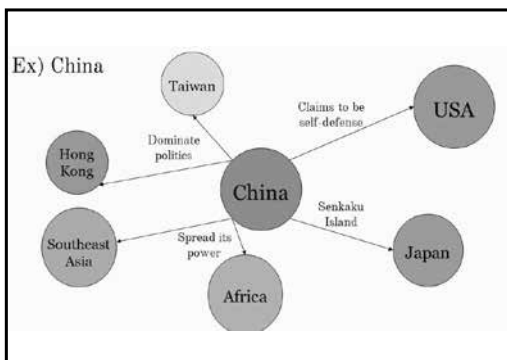 Ex) China
Taiwan
Claims to be
self-defense
USA
Dominate
politics
Hong
Kong
China
Senkaku
Island
Southeast
Asia
Spread its
power
Japan
Africa